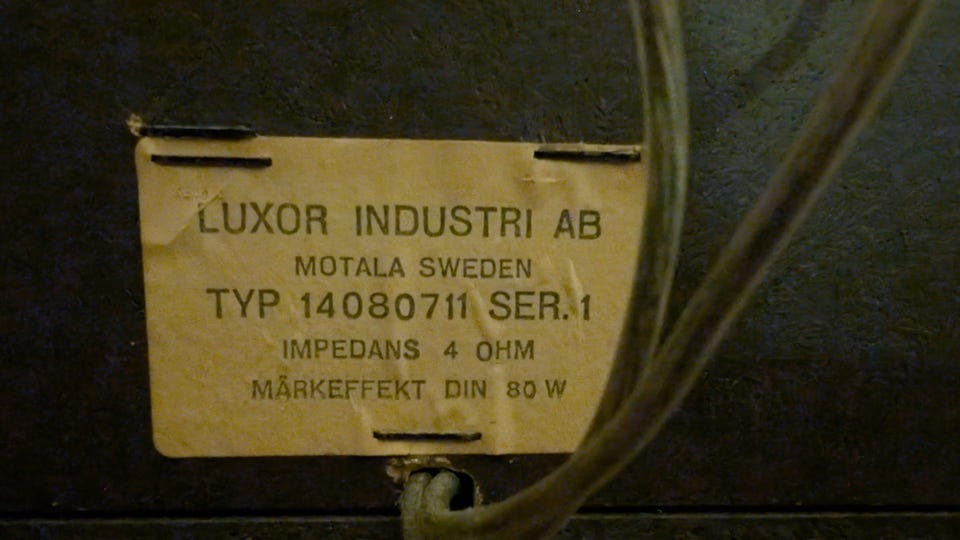 LUXOR INDUSTRI AB
MOTALA SWEDEN
TYP 14080711 SER. 1
IMPEDANS 4 OHM
MÄRKEFFEKT DIN 80 W